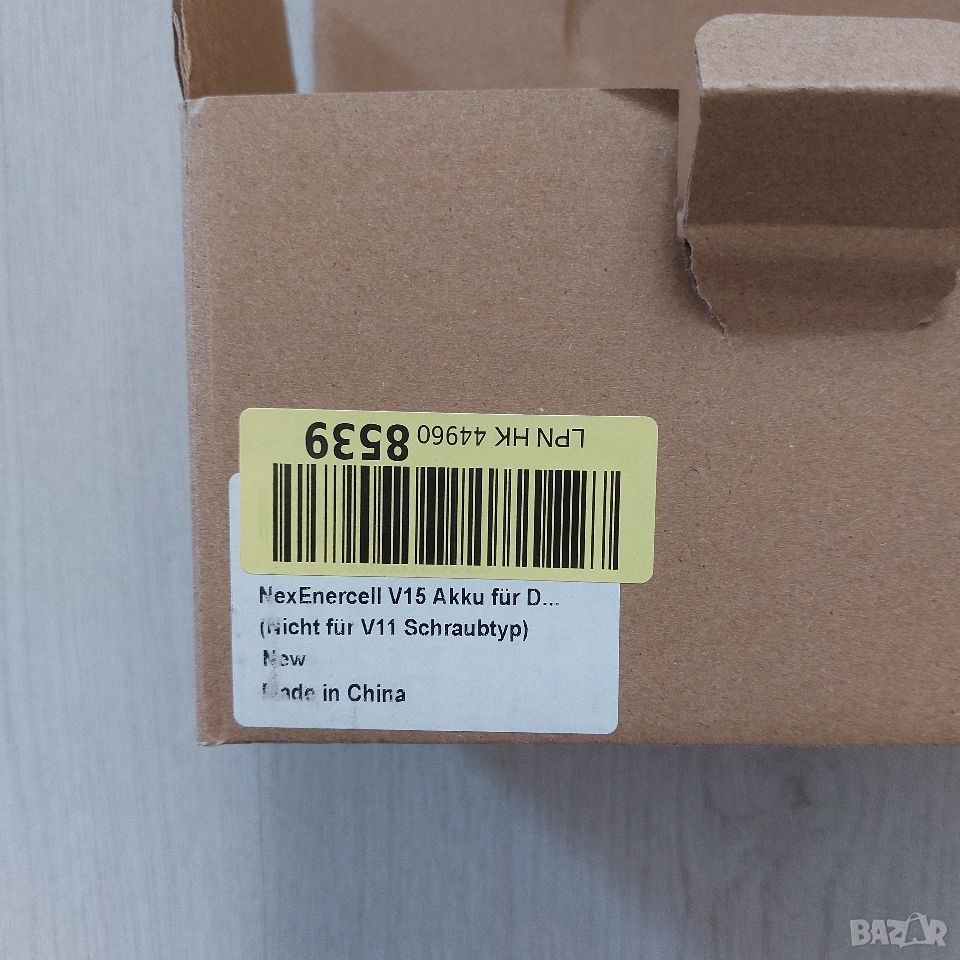 LPN HK 44960 8539
NexEnercell V15 Akku für D...
(Nicht für V11 Schraubtyp)
New
Made in China
BAZAR